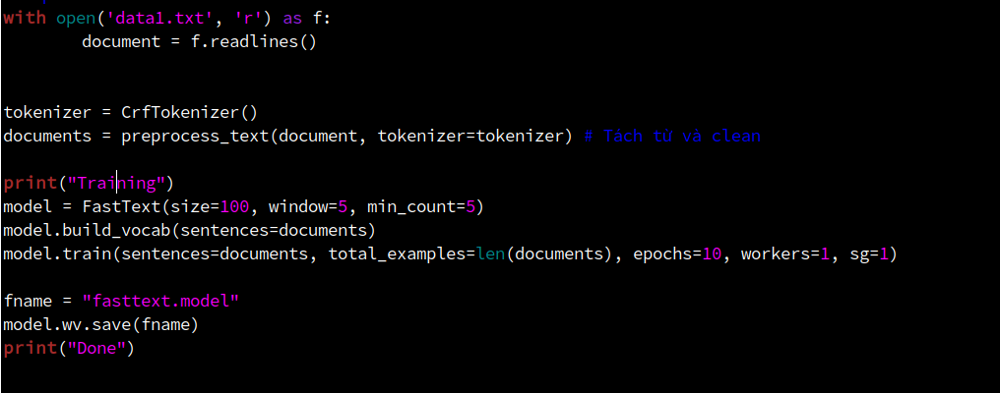 with open('data1.txt', 'r') as f:
        document = f.readlines()
tokenizer = CrfTokenizer()
documents = preprocess_text(document, tokenizer=tokenizer) # Tách từ và clean
print("Training")
model = FastText(size=100, window=5, min_count=5)
model.build_vocab(sentences=documents)
model.train(sentences=documents, total_examples=len(documents), epochs=10, workers=1, sg=1)
fname = "fasttext.model"
model.wv.save(fname)
print("Done")